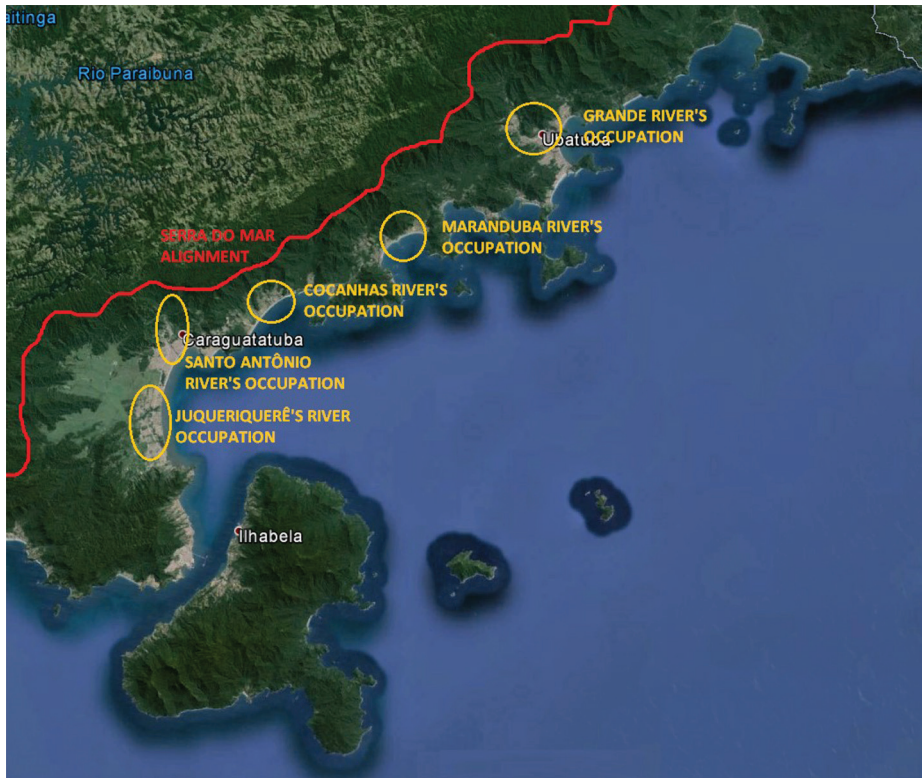 aitinga
Rio Paraibuna
GRANDE RIVER'S
OCCUPATION
Ubatuba
MARANDUBA RIVER'S
OCCUPATION
SERRA DO MAR
ALIGNMENT
COCANHAS RIVER'S
OCCUPATION
Caraguatatuba
SANTO ANTÔNIO
RIVER'S OCCUPATION
JUQUERIQUERÊ'S RIVER
OCCUPATION
Ilhabela